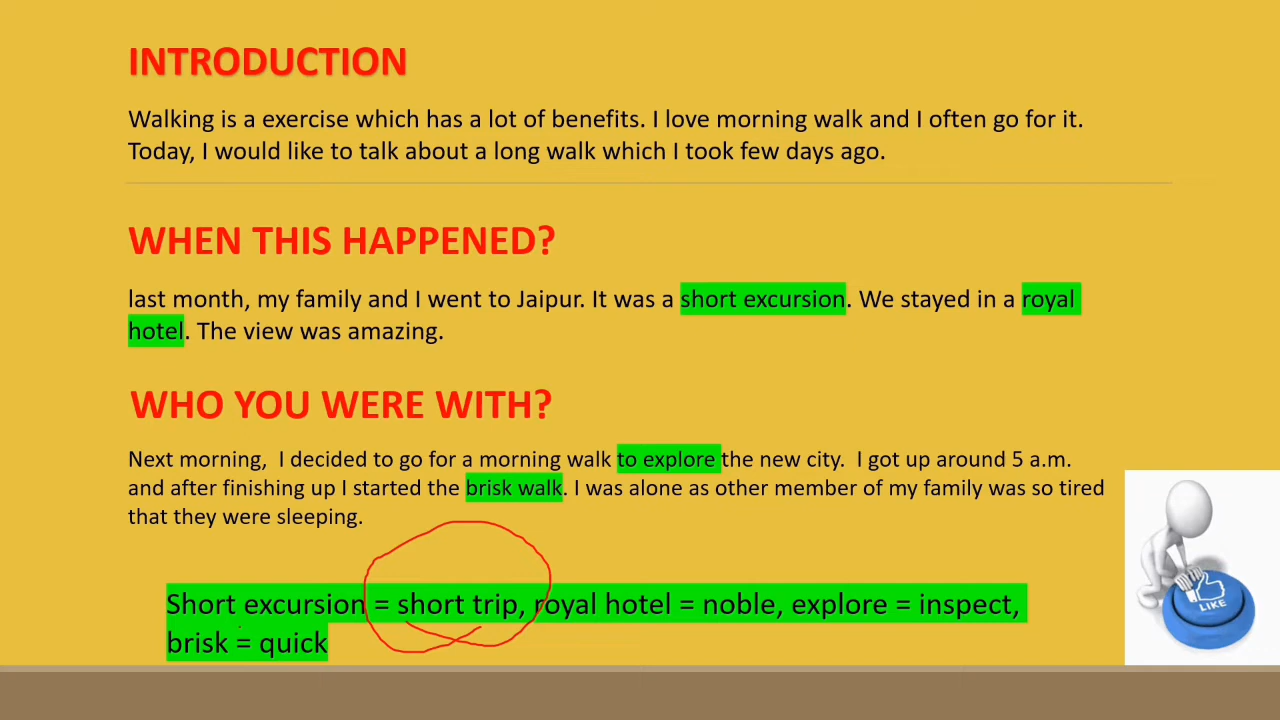 INTRODUCTION
Walking is a exercise which has a lot of benefits. I love morning walk and I often go for it.
Today, I would like to talk about a long walk which I took few days ago.
WHEN THIS HAPPENED?
last month, my family and I went to Jaipur. It was a short excursion. We stayed in a royal
hotel. The view was amazing.
WHO YOU WERE WITH?
Next morning, I decided to go for a morning walk to explore the new city. I got up around 5 a.m.
and after finishing up I started the brisk walk. I was alone as other member of my family was so tired
that they were sleeping.
Short excursion = short trip, royal hotel = noble, explore = inspect,
brisk = quick
LIKE